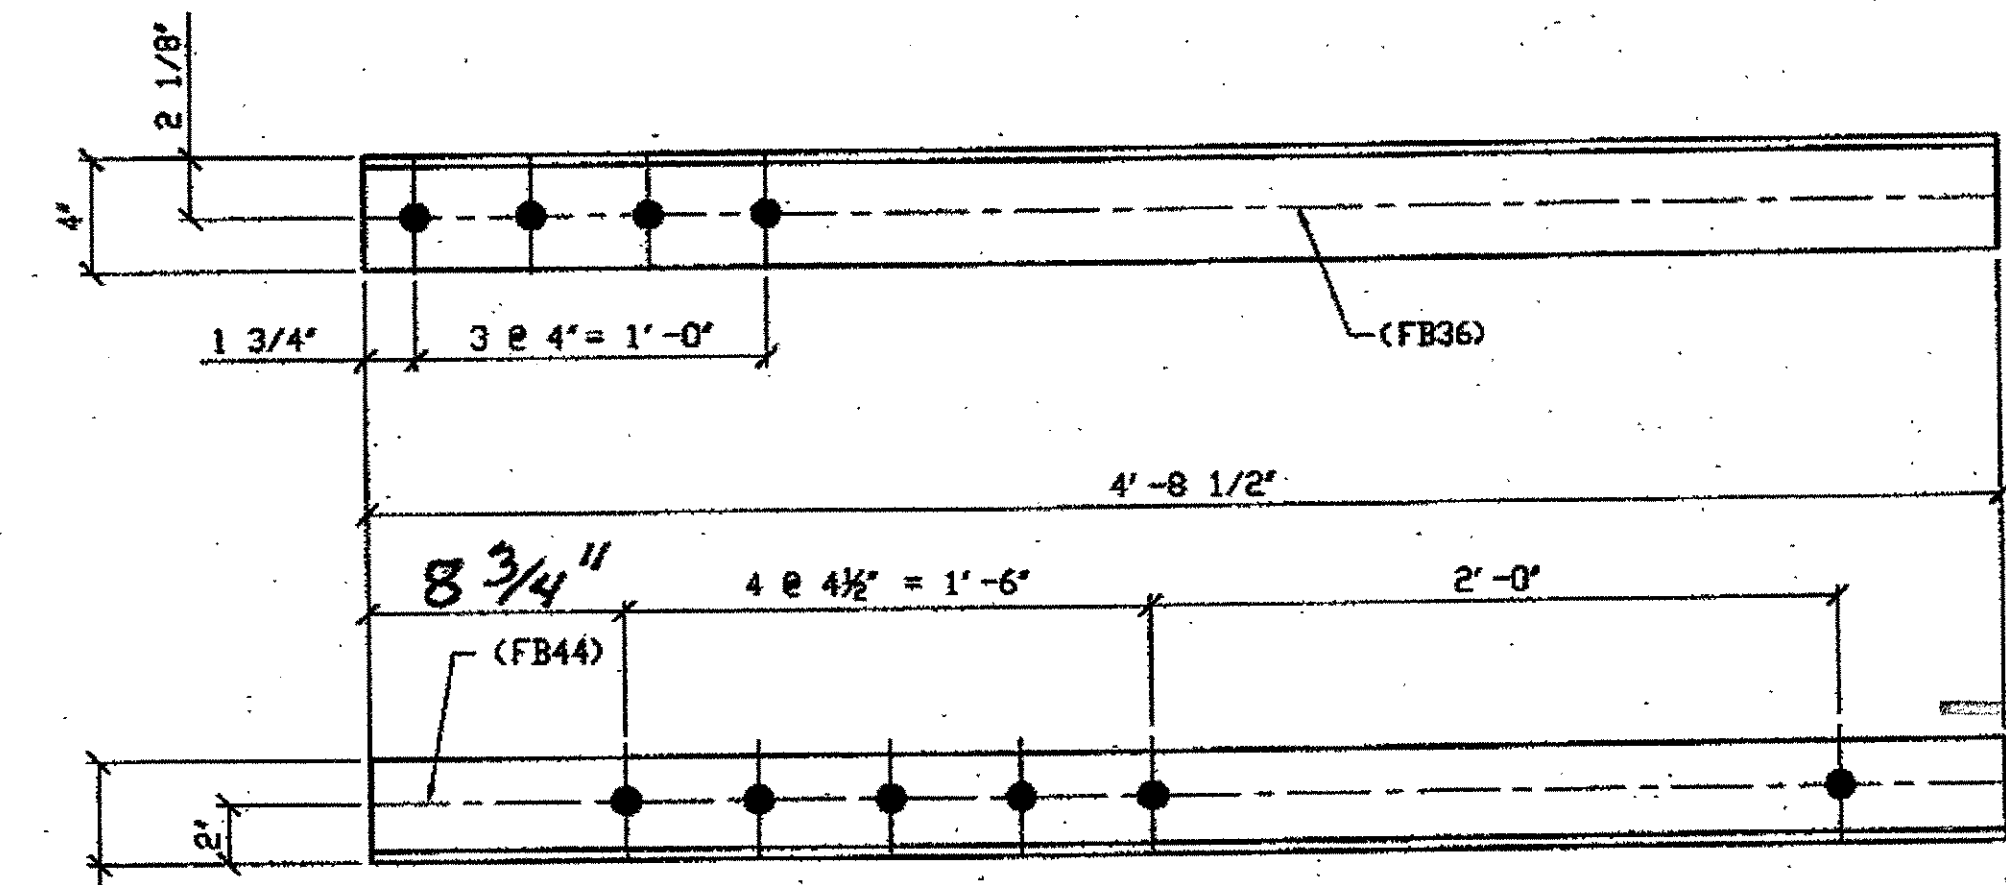 2 1/8"
4"
1 3/4"
3 @ 4"= 1'-0"
(FB36)
4'-8 1/2"
8 3/4"
4 @ 4½" = 1'-6"
2'-0"
(FB44)
2"